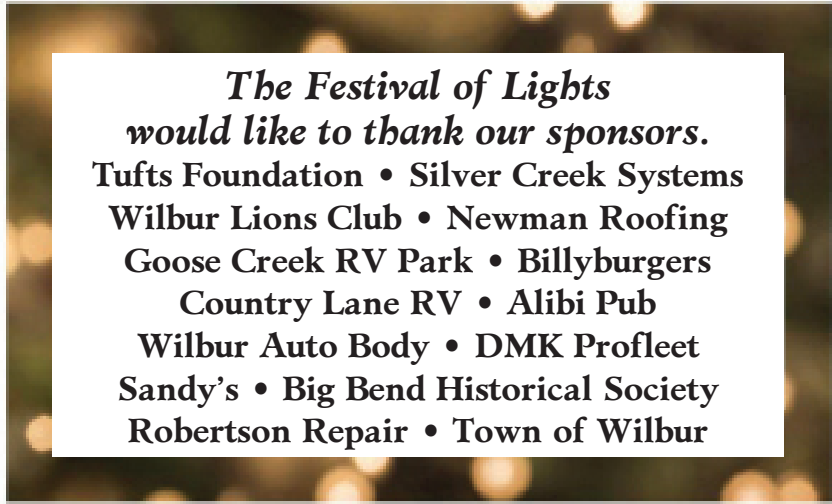 The Festival of Lights
would like to thank our sponsors.
Tufts Foundation • Silver Creek Systems
Wilbur Lions Club • Newman Roofing
Goose Creek RV Park • Billyburgers
Country Lane RV • Alibi Pub
Wilbur Auto Body • DMK Profleet
Sandy’s • Big Bend Historical Society
Robertson Repair • Town of Wilbur